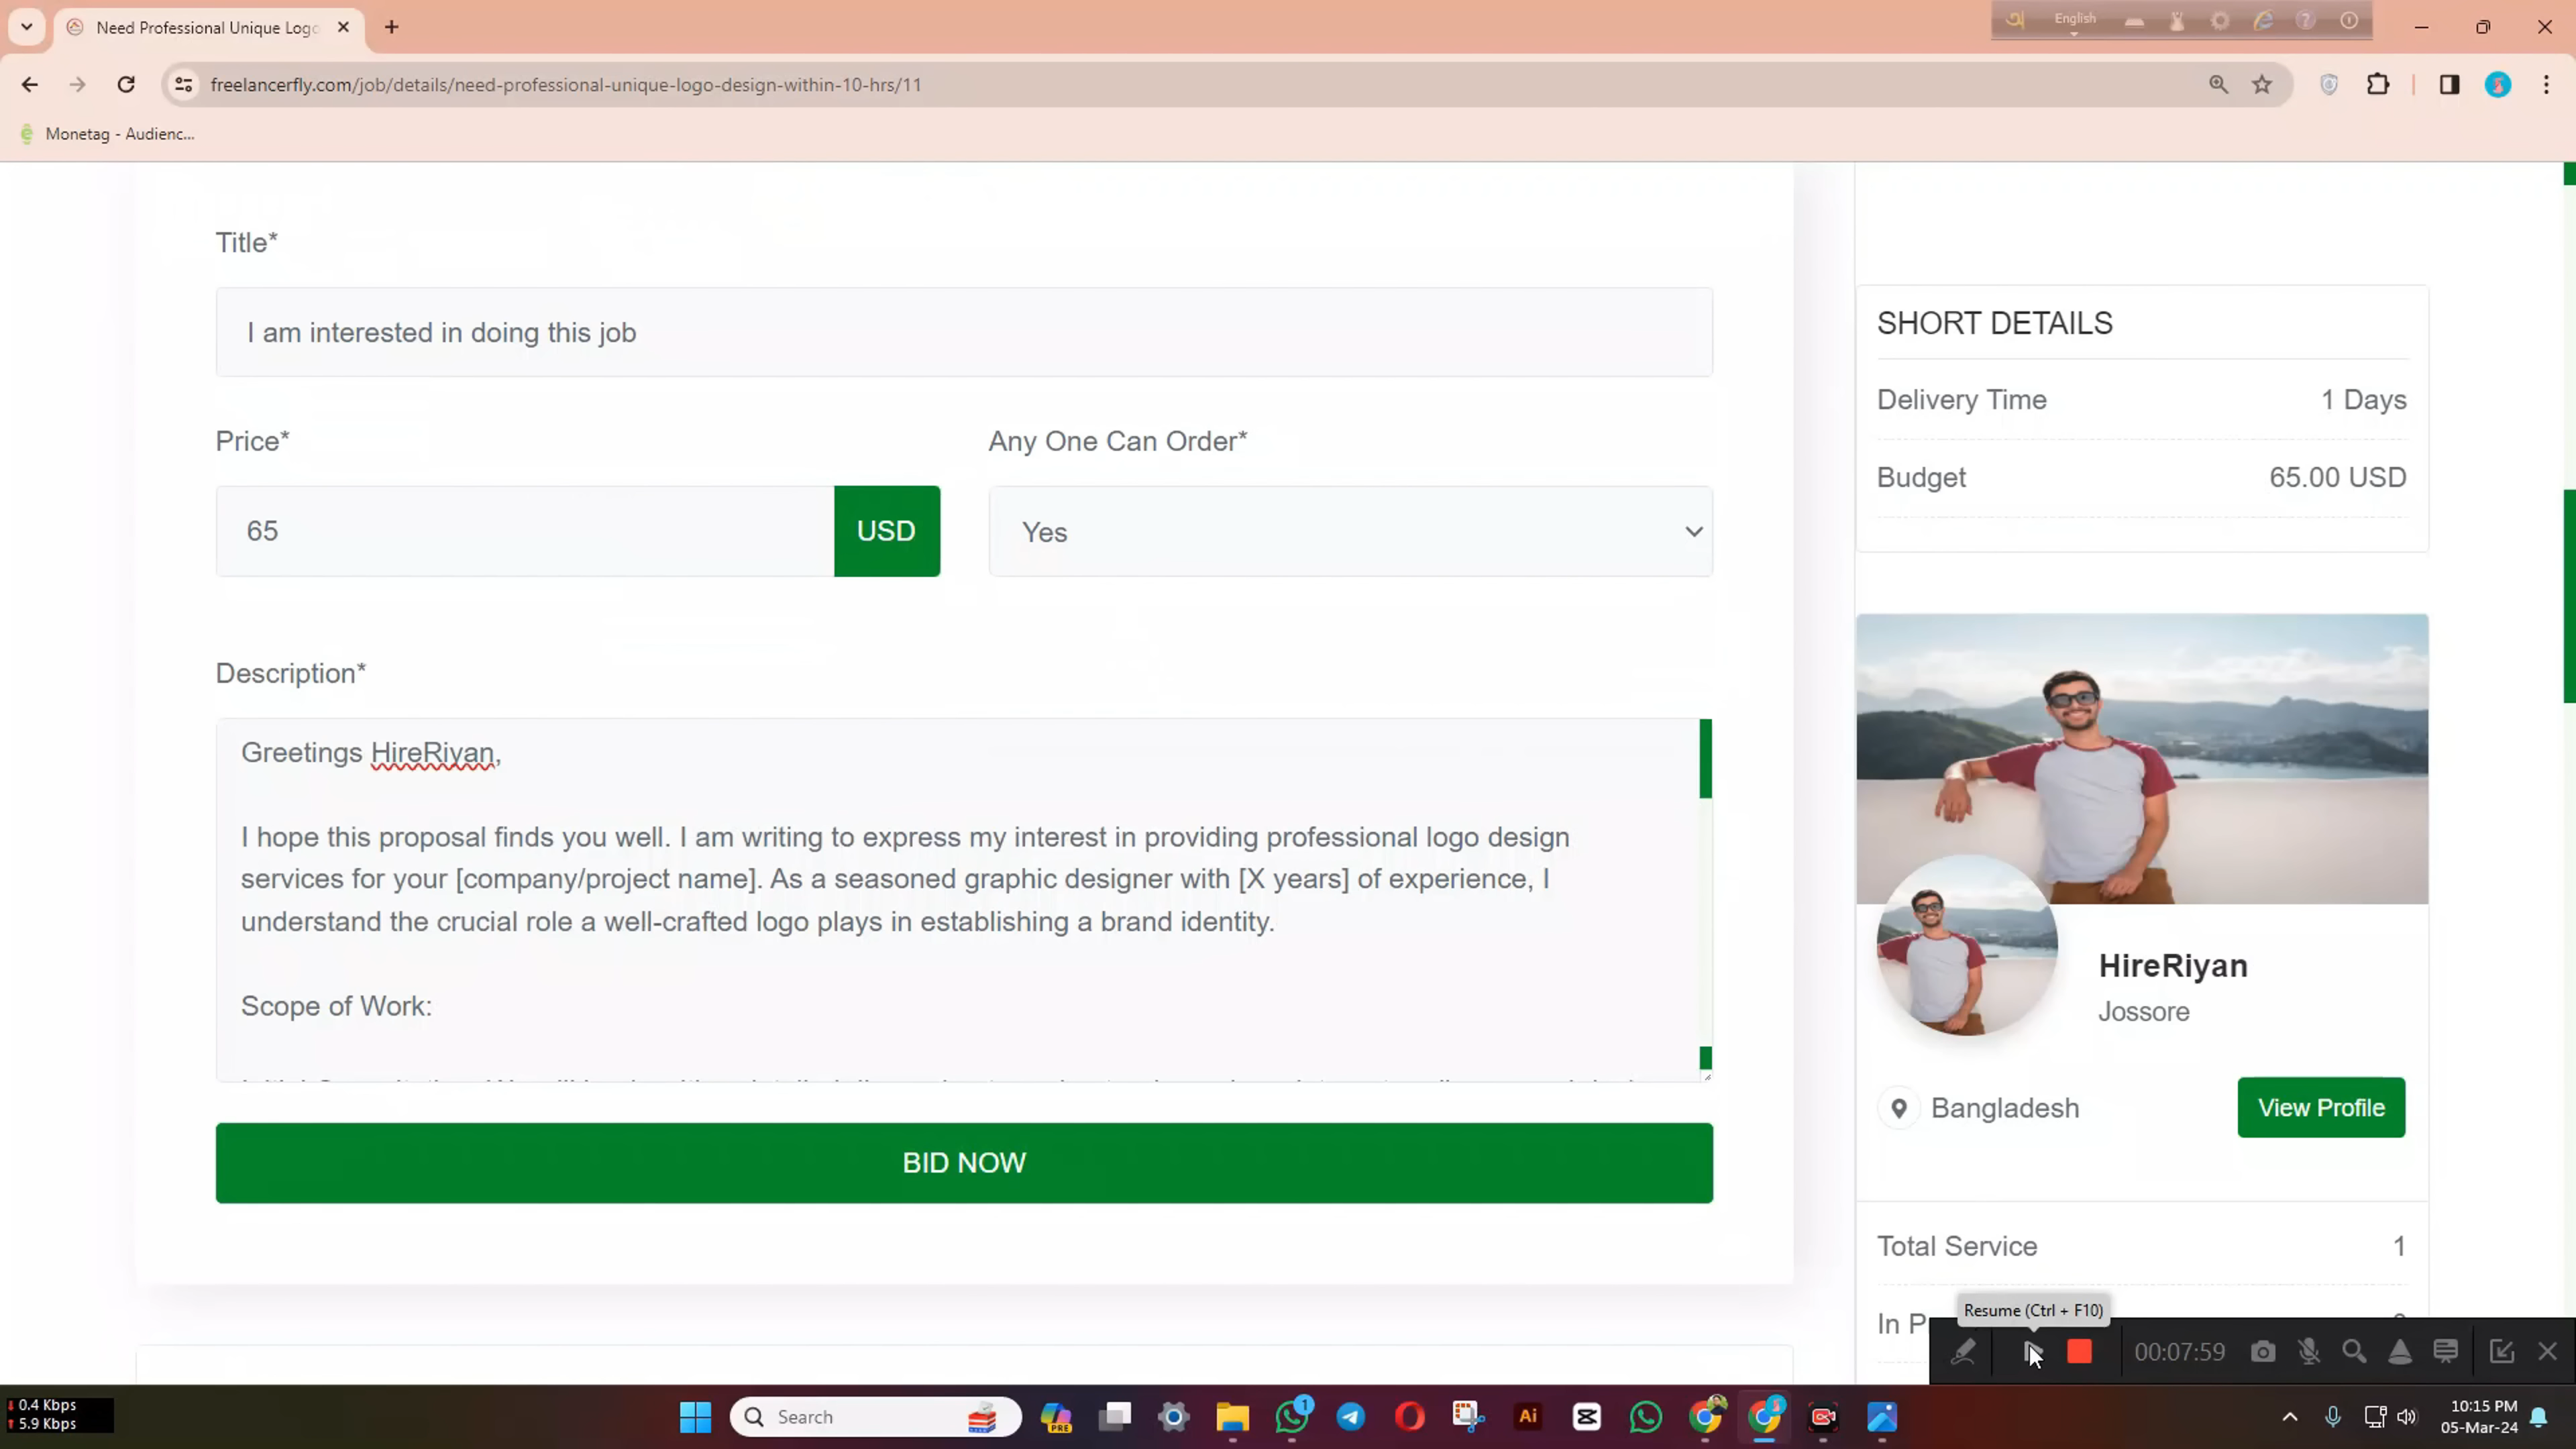 Need Professional Unique Logo
English
freelancerfly.com/job/details/need-professional-unique-logo-design-within-10-hrs/11
Monetag - Audienc...
Title*
I am interested in doing this job
Price*
Any One Can Order*
65
USD
Yes
Description*
Greetings HireRiyan,
I hope this proposal finds you well. I am writing to express my interest in providing professional logo design
services for your [company/project name]. As a seasoned graphic designer with [X years] of experience, I
understand the crucial role a well-crafted logo plays in establishing a brand identity.
Scope of Work:
BID NOW
SHORT DETAILS
Delivery Time 1 Days
Budget 65.00 USD
HireRiyan
Jossore
Bangladesh
View Profile
Total Service 1
Resume (Ctrl + F10)
In P
00:07:59
0.4 Kbps
5.9 Kbps
Search
PRE
1
Ai
10:15 PM
05-Mar-24